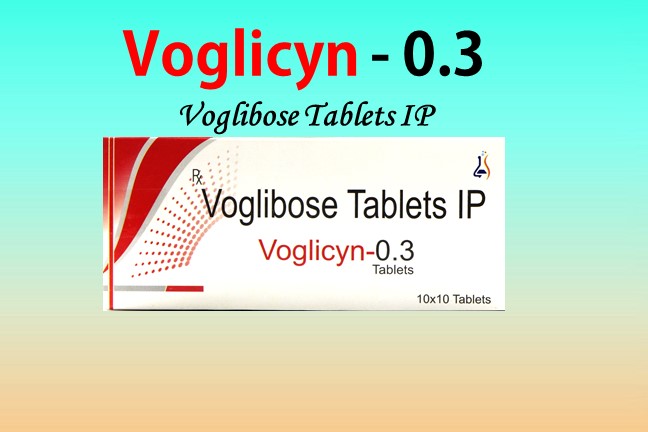 Voglicyn - 0.3
Voglibose Tablets IP
Rx
Voglibose Tablets IP
Voglicyn-0.3
Tablets
10x10 Tablets